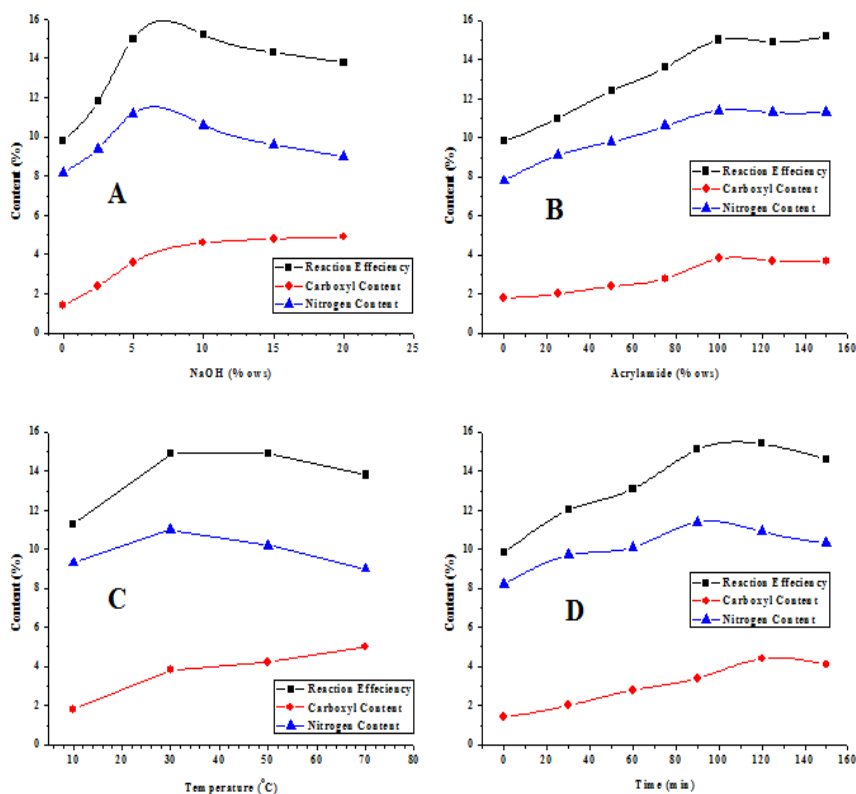 16
14
12
10
8
6
4
2
0
Content (%)
A
Reaction Effeciency
Carboxyl Content
Nitrogen Content
0 5 10 15 20 25
NaOH (% ows)
16
14
12
10
8
6
4
2
0
Content (%)
B
Reaction Effeciency
Carboxyl Content
Nitrogen Content
0 20 40 60 80 100 120 140 160
Acrylamide (% ows)
16
14
12
10
8
6
4
2
0
Content (%)
C
Reaction Effeciency
Carboxyl Content
Nitrogen Content
10 20 30 40 50 60 70 80
Temperature (°C)
16
14
12
10
8
6
4
2
0
Content (%)
D
Reaction Effeciency
Carboxyl Content
Nitrogen Content
0 20 40 60 80 100 120 140 160
Time (min)